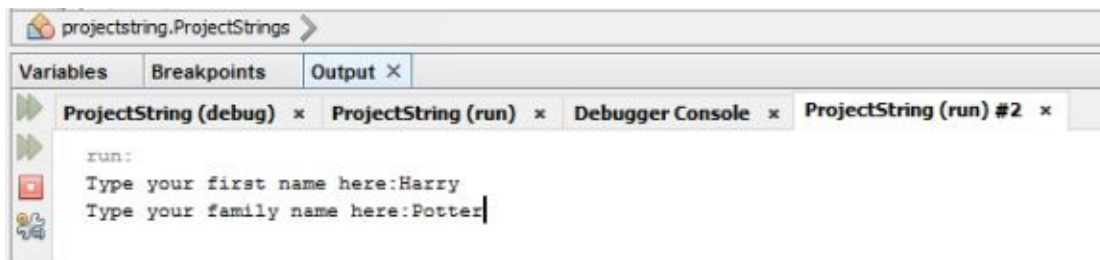 projectstring.ProjectStrings
Variables Breakpoints Output ×
ProjectString (debug) × ProjectString (run) × Debugger Console × ProjectString (run) #2 ×
run:
Type your first name here:Harry
Type your family name here:Potter